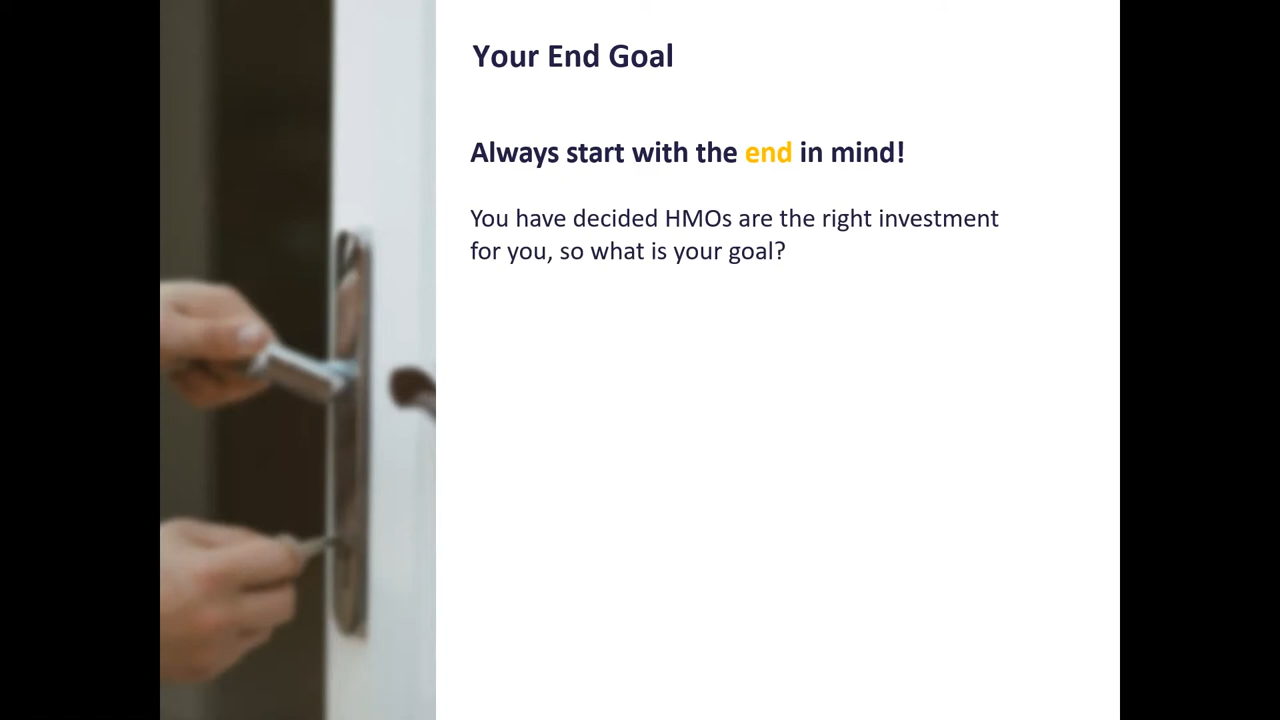 Your End Goal
Always start with the end in mind!
You have decided HMOs are the right investment
for you, so what is your goal?